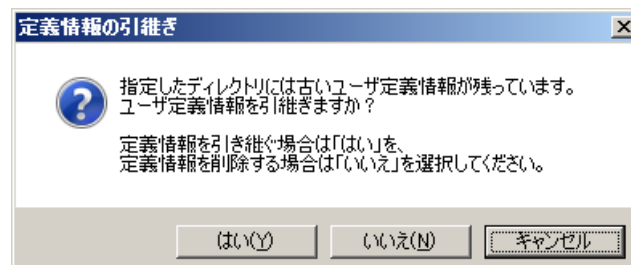 定義情報の引継ぎ
指定したディレクトリには古いユーザ定義情報が残っています。
ユーザ定義情報を引継ぎますか？
定義情報を引き継ぐ場合は「はい」を、
定義情報を削除する場合は「いいえ」を選択してください。
はい(Y) いいえ(N) キャンセル